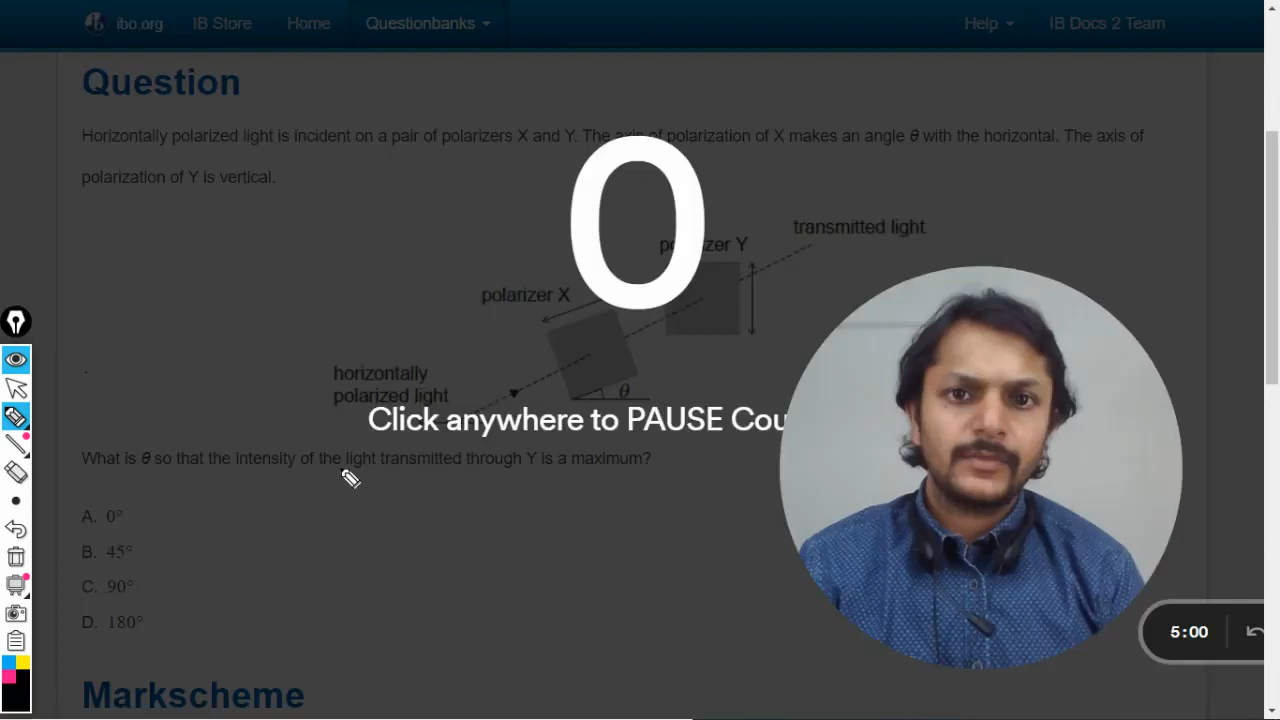 ibo.org IB Store Home Questionbanks Help IB Docs 2 Team
Question
Horizontally polarized light is incident on a pair of polarizers X and Y. The axis of polarization of X makes an angle θ with the horizontal. The axis of
polarization of Y is vertical.
0
transmitted light
polarizer Y
polarizer X
horizontally
polarized light
θ
Click anywhere to PAUSE Cou
What is θ so that the intensity of the light transmitted through Y is a maximum?
A. 0°
B. 45°
C. 90°
D. 180°
5:00
Markscheme